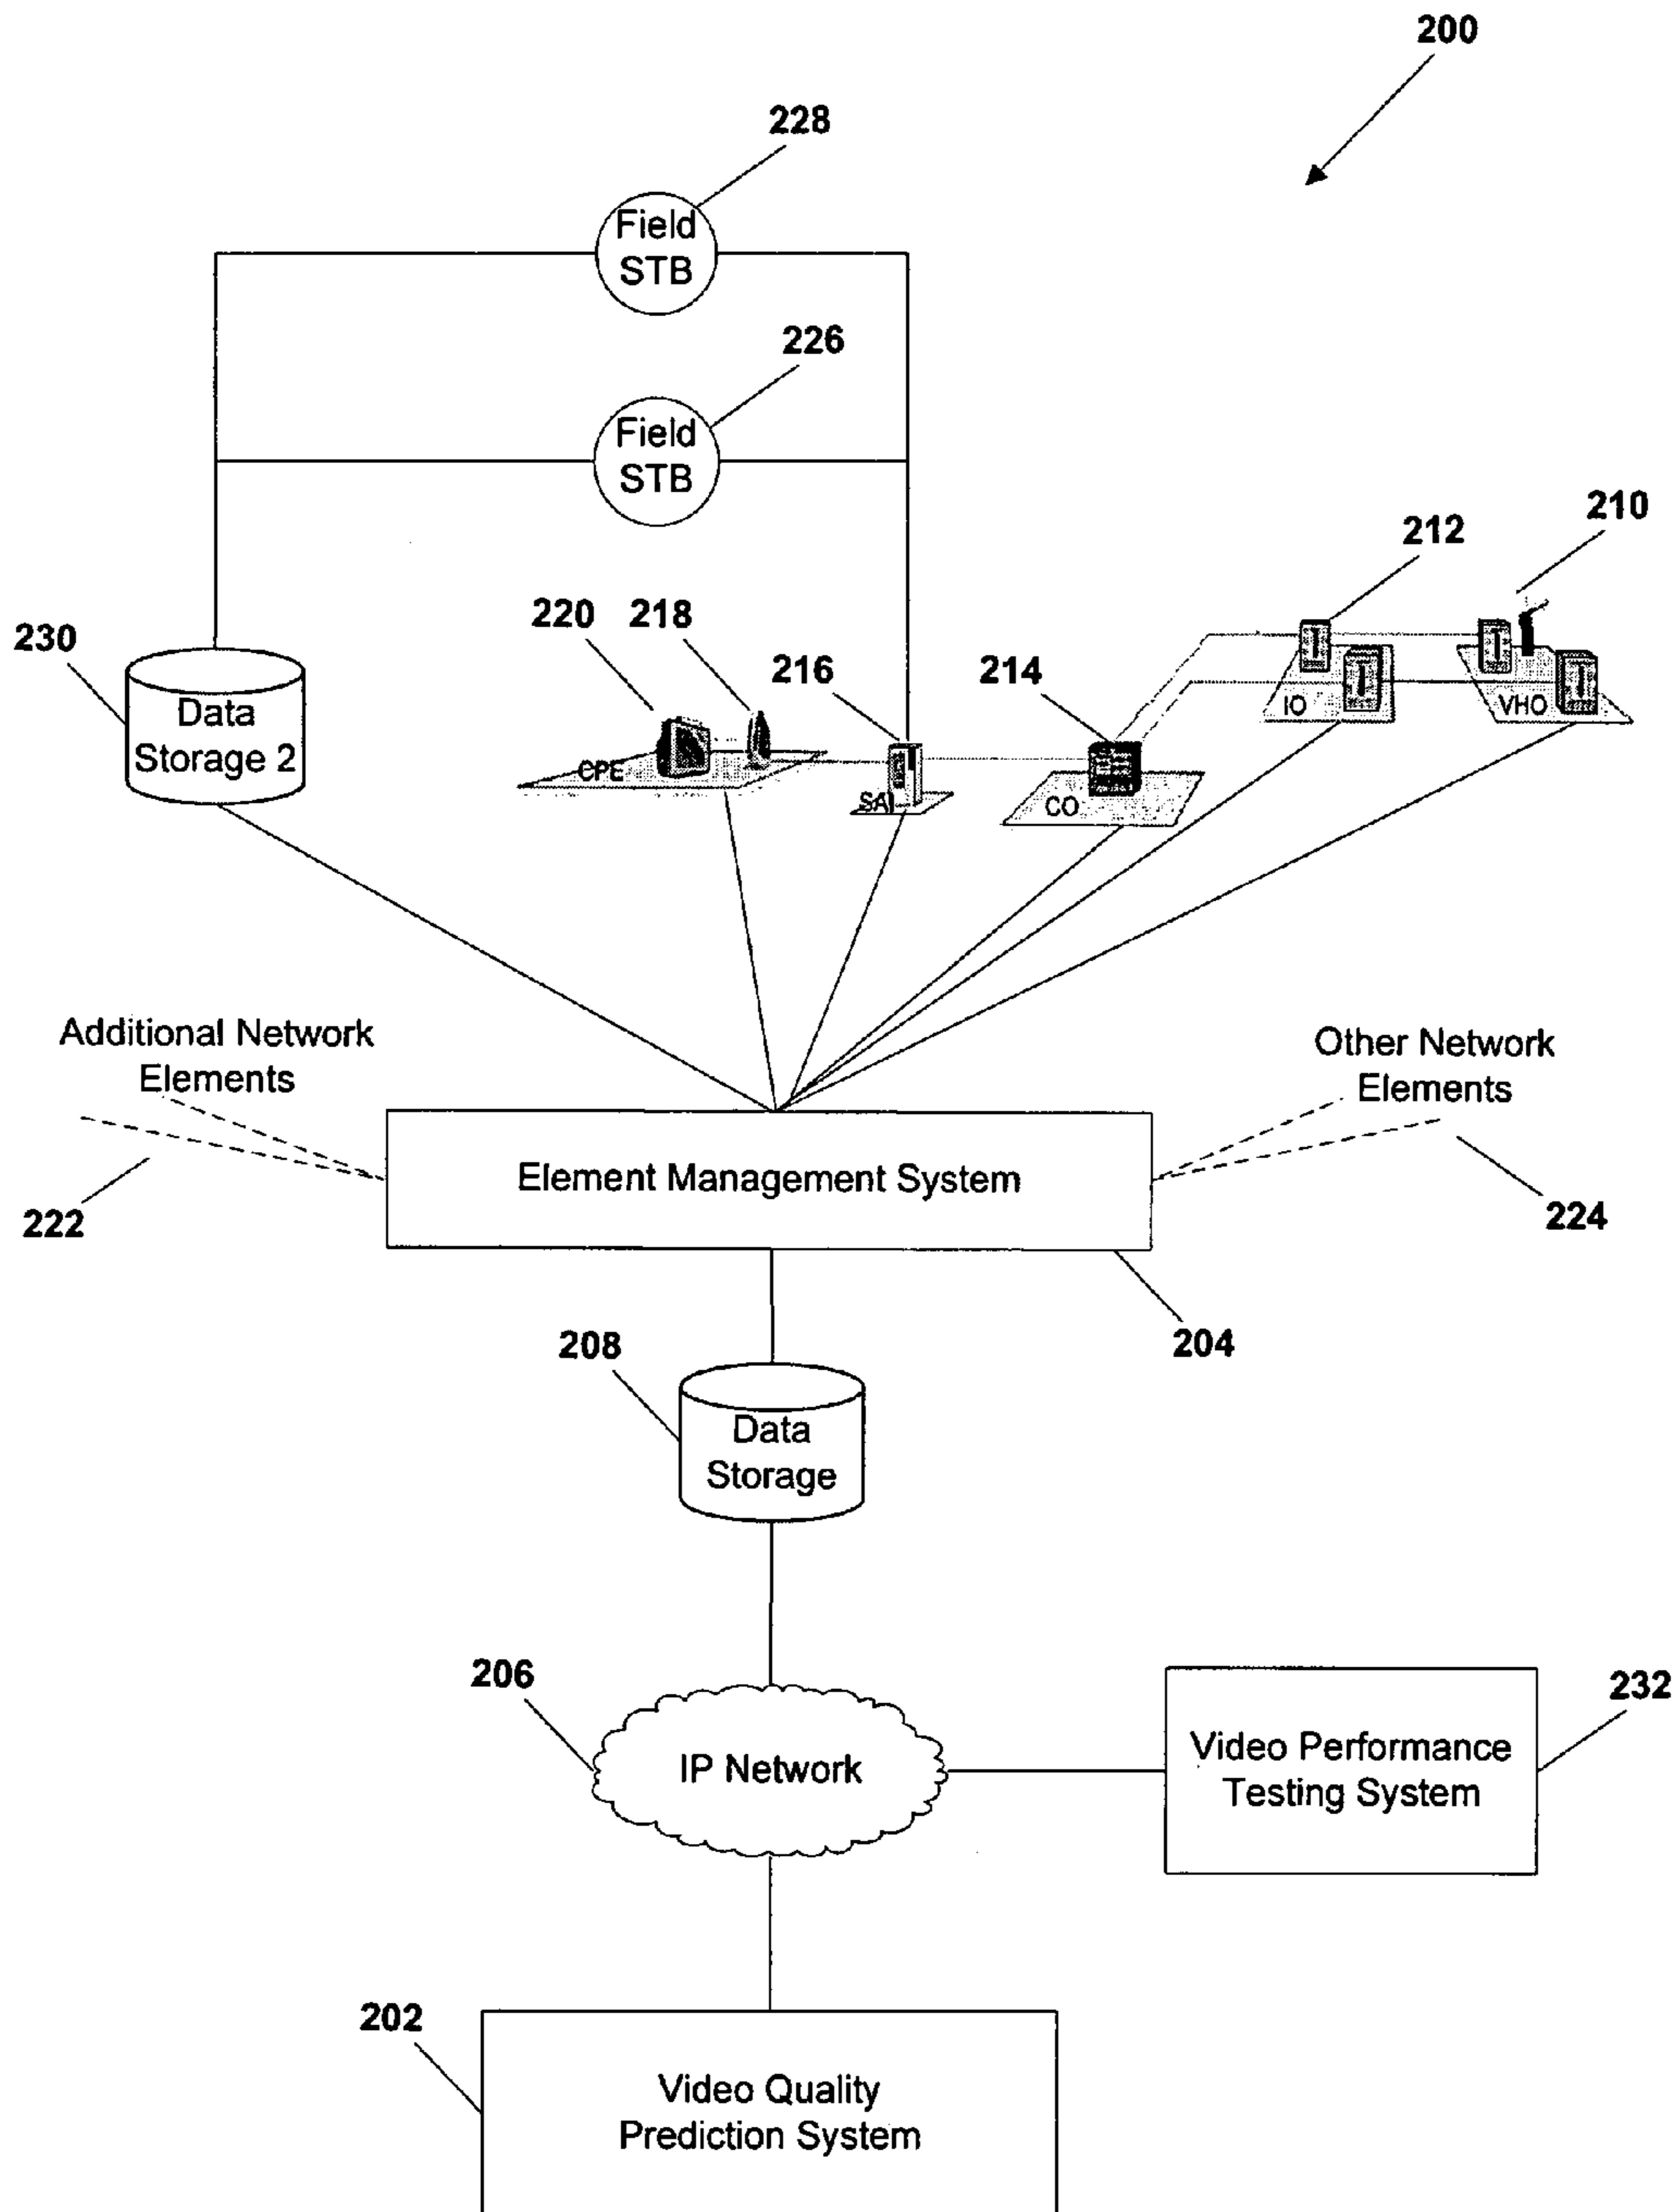 200
228
Field
STB
226
Field
STB
210
212
220
218
230
216
214
Data
Storage 2
CPE
SAI
CO
IO
VHO
Additional Network
Elements
Other Network
Elements
Element Management System
222
224
204
208
Data
Storage
206
232
IP Network
Video Performance
Testing System
202
Video Quality
Prediction System